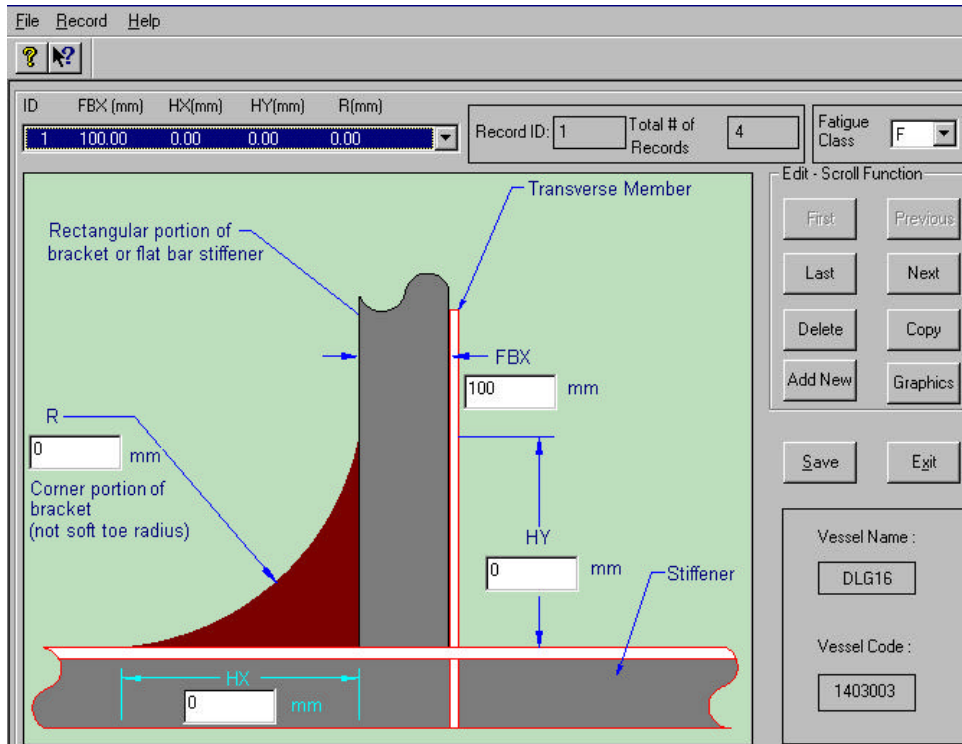 File Record Help
ID FBX (mm) HX(mm) HY(mm) R(mm)
1 100.00 0.00 0.00 0.00
Record ID: 1 Total # of Records 4
Fatigue Class F
Edit - Scroll Function
First Previous
Last Next
Delete Copy
Add New Graphics
Save Exit
Vessel Name :
DLG16
Vessel Code :
1403003
Transverse Member
Rectangular portion of
bracket or flat bar stiffener
FBX
100 mm
R
0 mm
Corner portion of
bracket
(not soft toe radius)
HY
0 mm
Stiffener
HX
0 mm